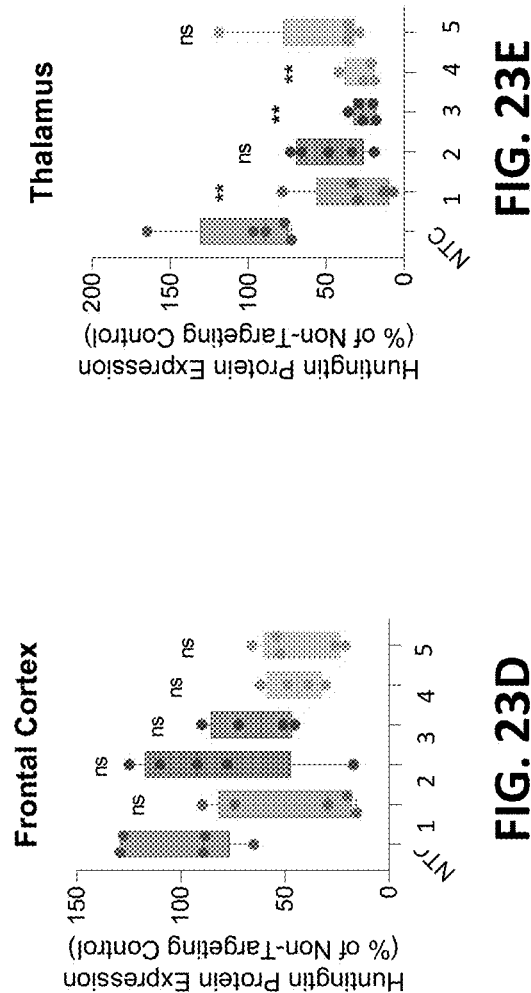 Frontal Cortex
Huntingtin Protein Expression
(% of Non-Targeting Control)
150
100
50
0
ns
ns
ns
ns
ns
NTC 1 2 3 4 5
FIG. 23D
Thalamus
Huntingtin Protein Expression
(% of Non-Targeting Control)
200
150
100
50
0
**
ns
**
**
ns
NTC 1 2 3 4 5
FIG. 23E